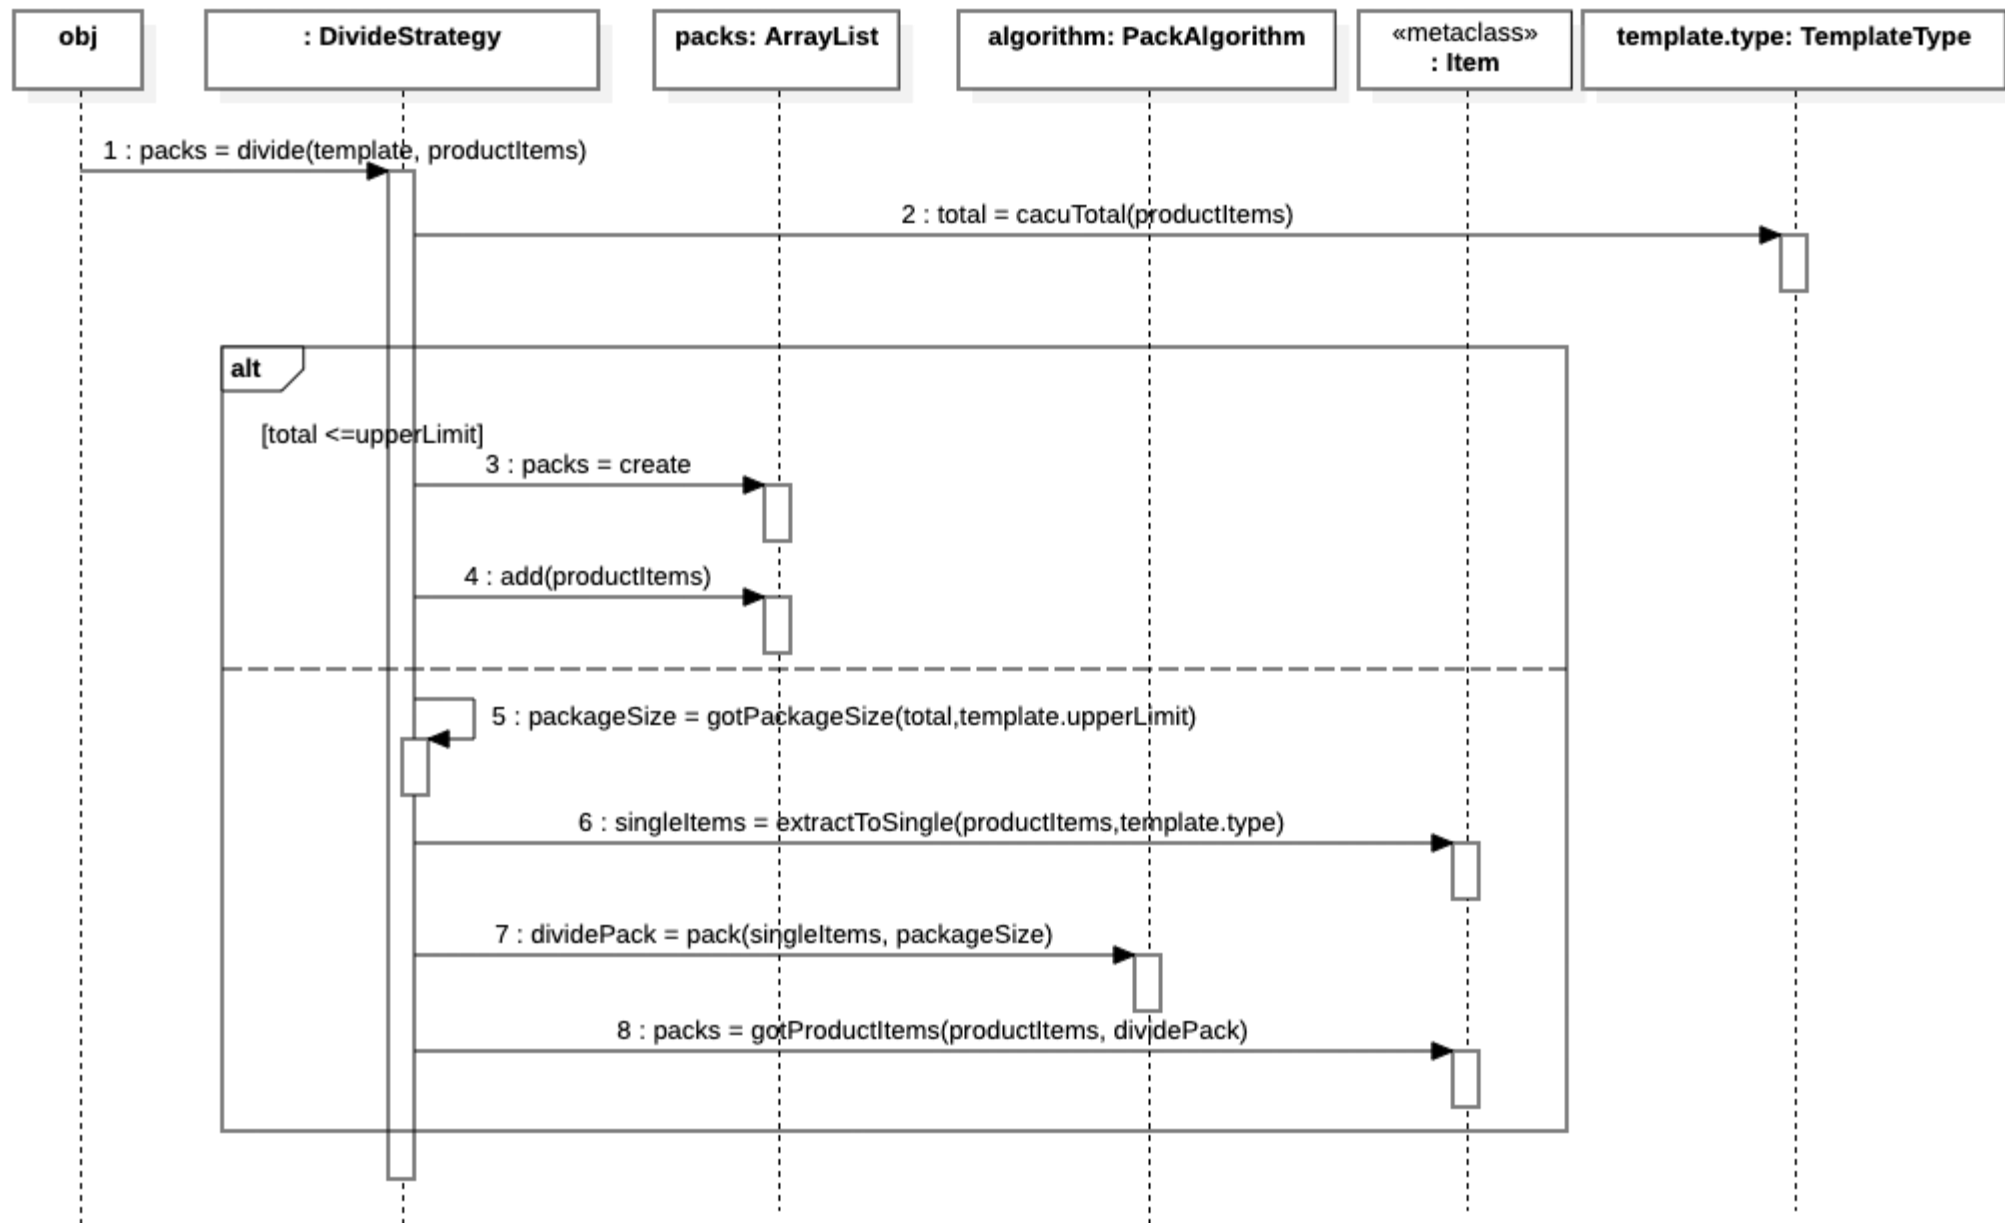 obj
: DivideStrategy
packs: ArrayList
algorithm: PackAlgorithm
«metaclass»
: Item
template.type: TemplateType
1 : packs = divide(template, productItems)
2 : total = cacuTotal(productItems)
alt
[total <=upperLimit]
3 : packs = create
4 : add(productItems)
5 : packageSize = gotPackageSize(total,template.upperLimit)
6 : singleItems = extractToSingle(productItems,template.type)
7 : dividePack = pack(singleItems, packageSize)
8 : packs = gotProductItems(productItems, dividePack)